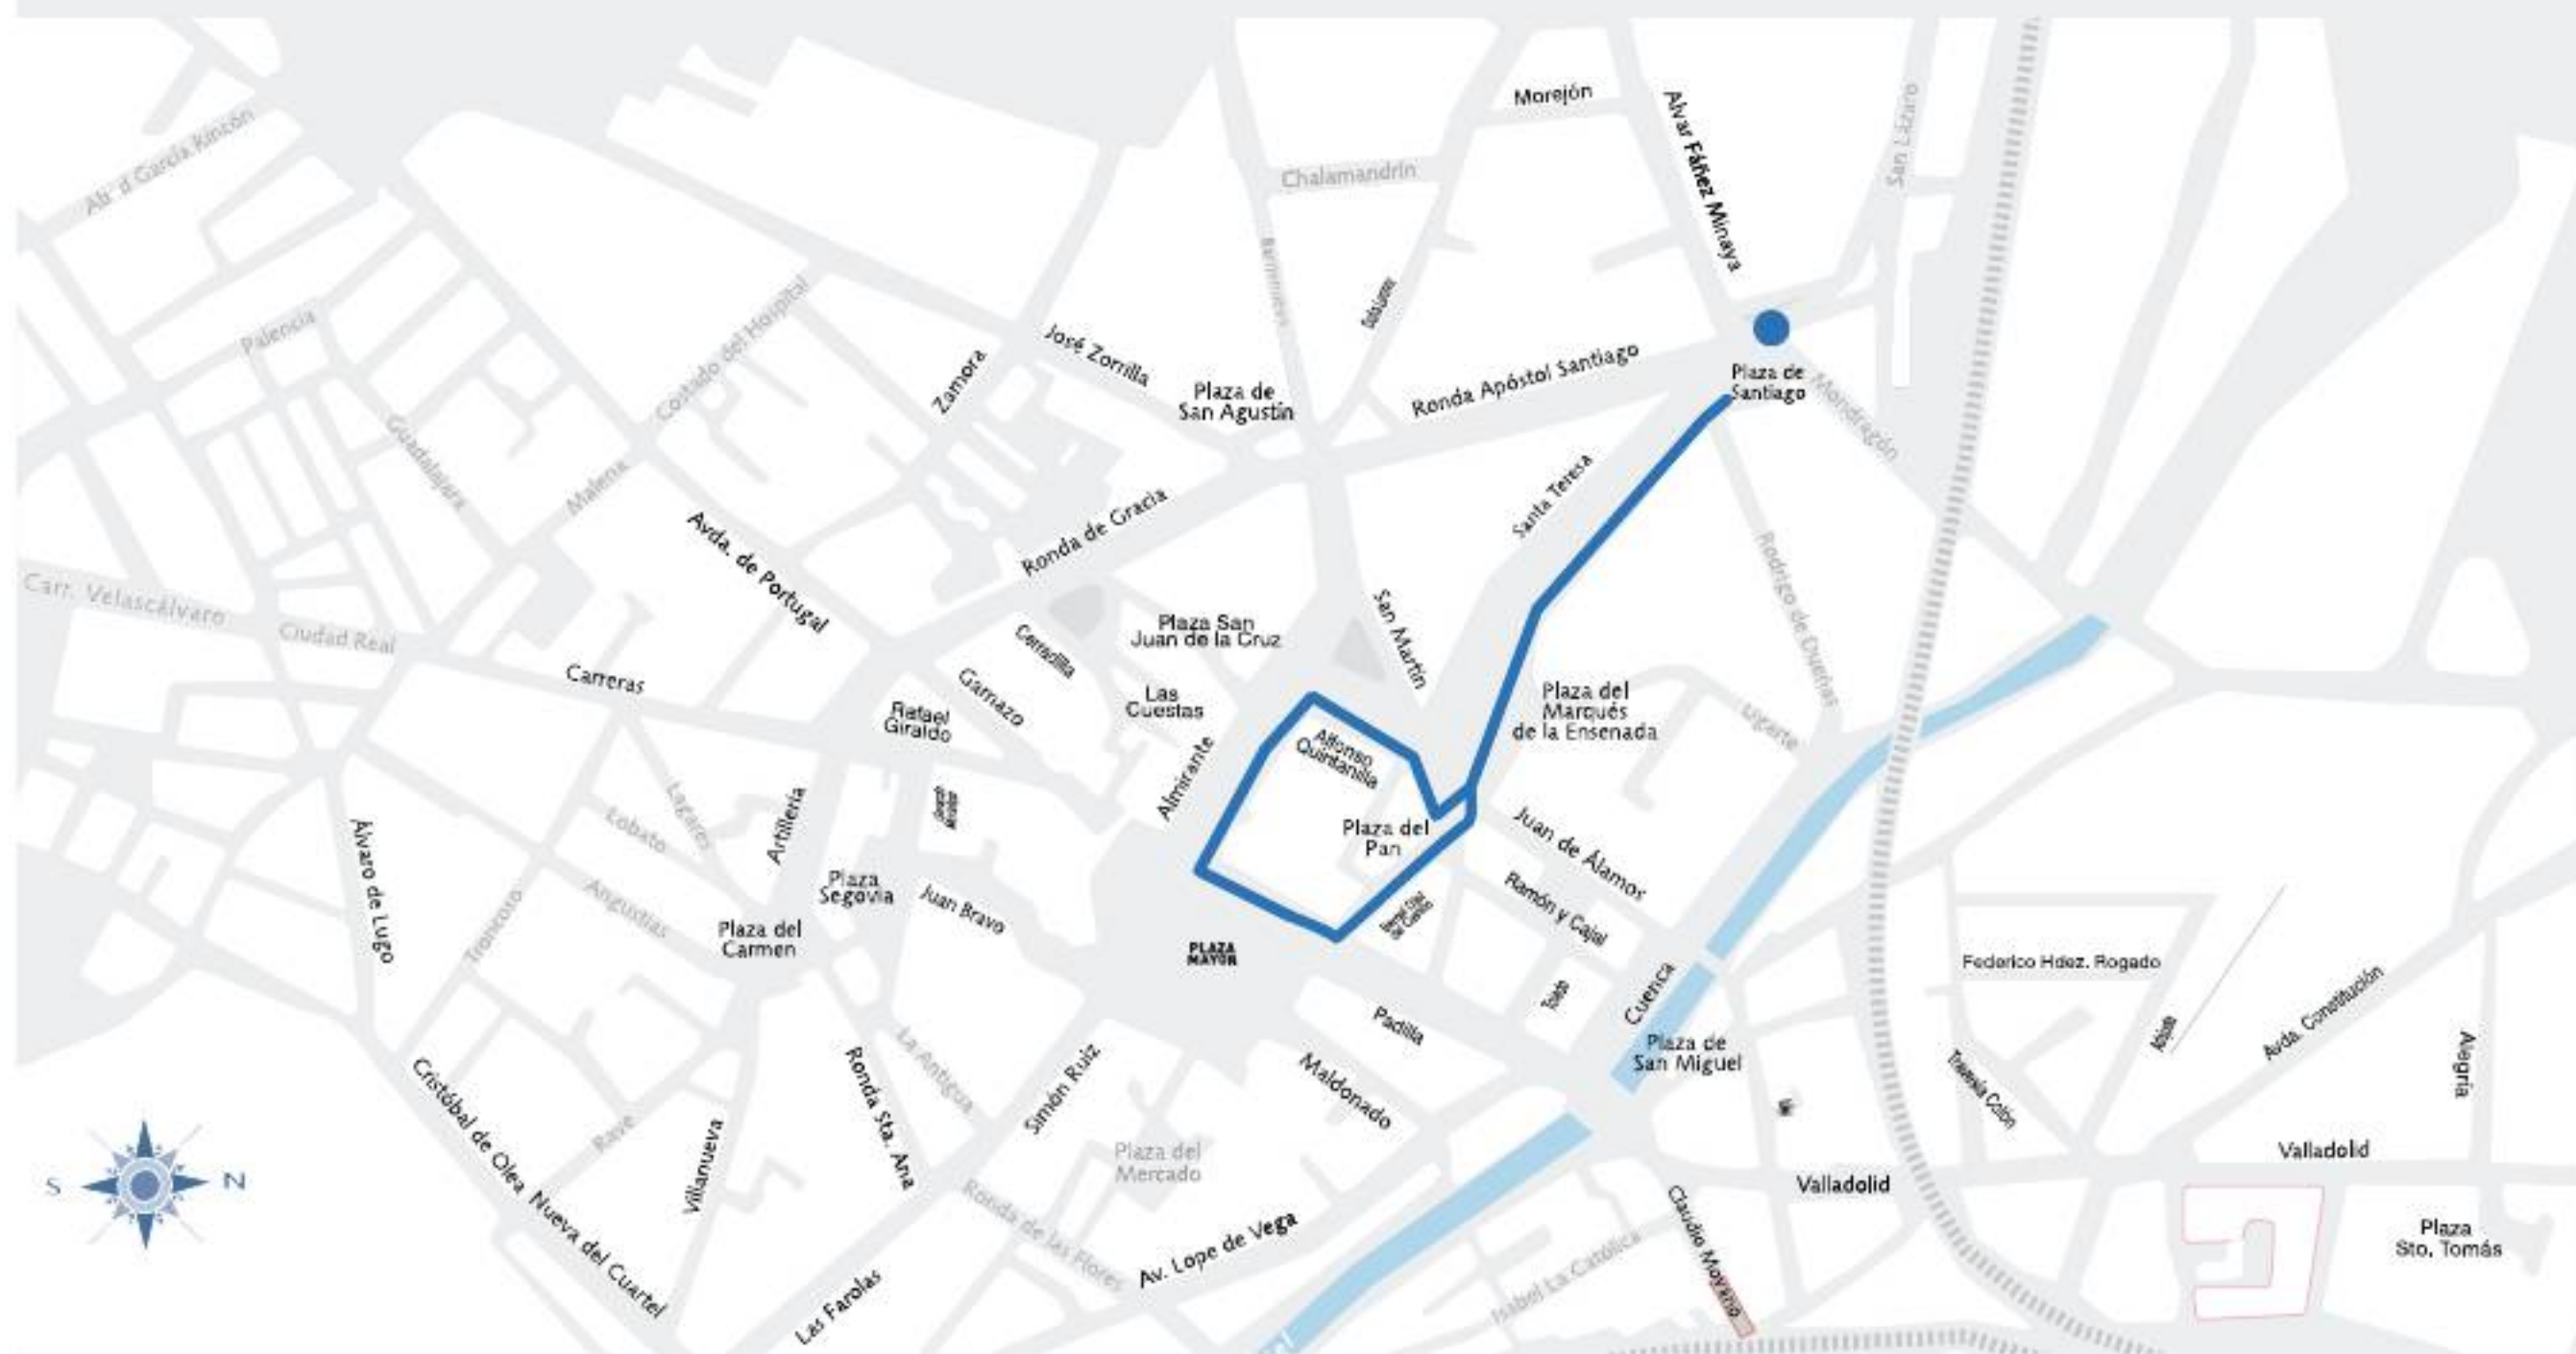 Morejón
Alvar Fáñez Minaya
San Lázaro
Chalamandrín
Palencia
Costado del Hospital
Zamora
José Zorrilla
Plaza de
San Agustín
Ronda Apóstol Santiago
Plaza de
Santiago
Mondragón
Guadalajara
Malena
Santa Teresa
Avda. de Portugal
Ronda de Gracia
Rodrigo de Dueñas
Carr. Velascálvaro
Ciudad Real
Carreras
Cerradilla
Plaza San
Juan de la Cruz
San Martín
Gamazo
Las
Cuestas
Rafael
Giraldo
Plaza del
Marqués
de la Ensenada
Ugarte
Alfonso
Quintanilla
Almirante
Lagares
Lobato
Artillería
Álvaro de Lugo
Plaza del
Pan
Juan de Álamos
Ramón y Cajal
Plaza
Segovia
Juan Bravo
Angustias
Troncoso
Plaza del
Carmen
PLAZA
MAYOR
Toledo
Cuenca
Federico Hdez. Rogado
Avda. Constitución
Padilla
Plaza de
San Miguel
Maldonado
La Antigua
Simón Ruiz
Ronda Sta. Ana
Cristóbal de Olea
Rave
Villanueva
Travesía Colón
Alegría
Plaza del
Mercado
Valladolid
Valladolid
S
N
Nueva del Cuartel
Ronda de las Flores
Av. Lope de Vega
Las Farolas
Isabel La Católica
Claudio Moyano
Plaza
Sto. Tomás